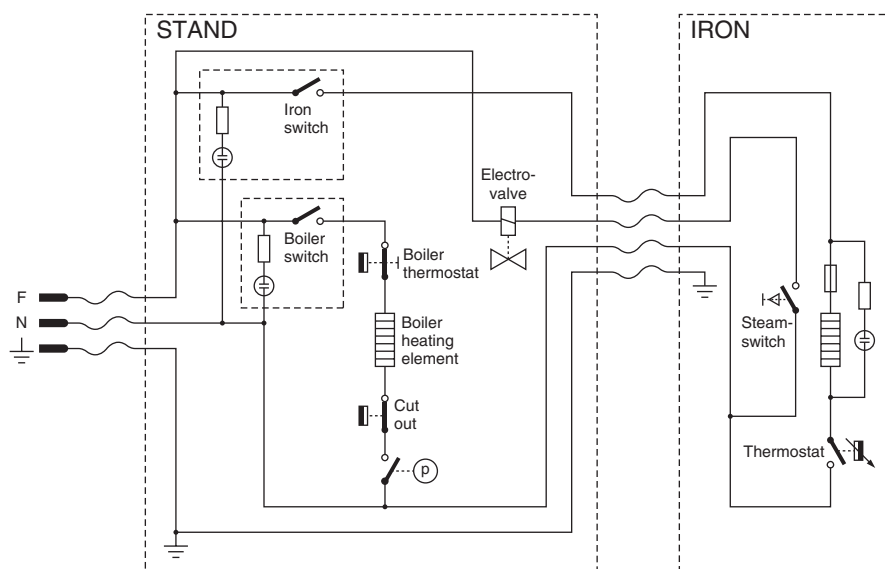 STAND
IRON
Iron
switch
Electro-
valve
Boiler
switch
Boiler
thermostat
F
N
Boiler
heating
element
Steam-
switch
Cut
out
Thermostat
p